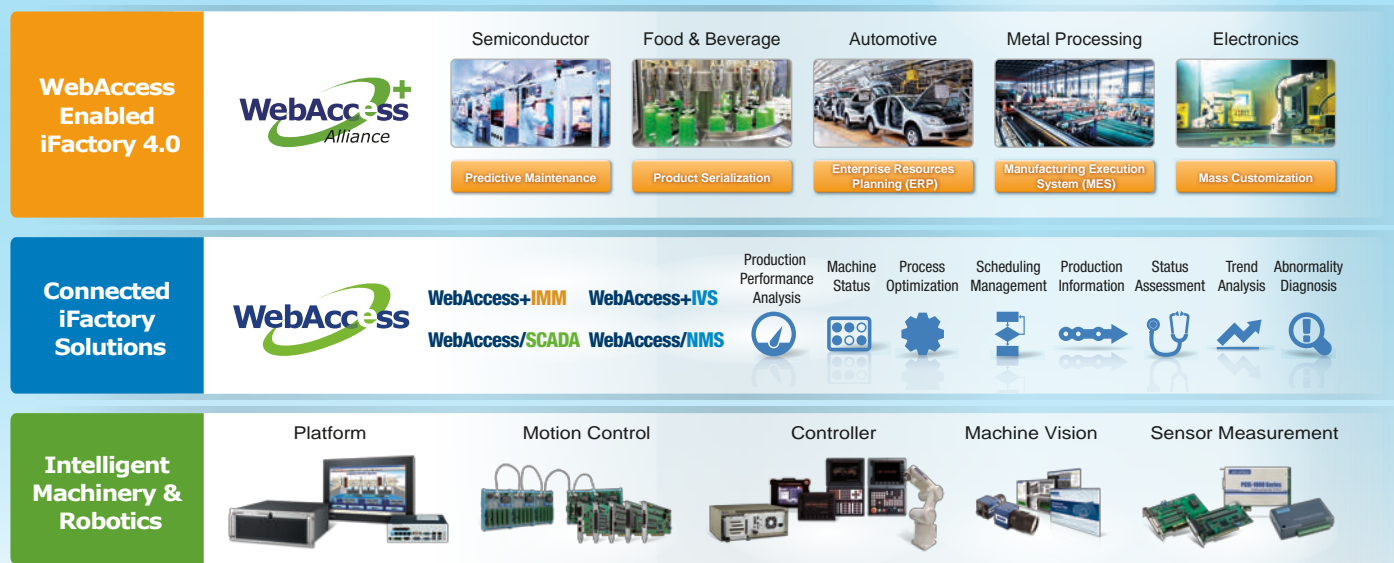 WebAccess
Enabled
iFactory 4.0
WebAccess+
Alliance
Semiconductor
Food & Beverage
Automotive
Metal Processing
Electronics
Predictive Maintenance
Product Serialization
Enterprise Resources
Planning (ERP)
Manufacturing Execution
System (MES)
Mass Customization
Connected
iFactory
Solutions
WebAccess
WebAccess+IMM
WebAccess+IVS
WebAccess/SCADA
WebAccess/NMS
Production
Performance
Analysis
Machine
Status
Process
Optimization
Scheduling
Management
Production
Information
Status
Assessment
Trend
Analysis
Abnormality
Diagnosis
Intelligent
Machinery &
Robotics
Platform
Motion Control
Controller
Machine Vision
Sensor Measurement
PCIE-1800 Series